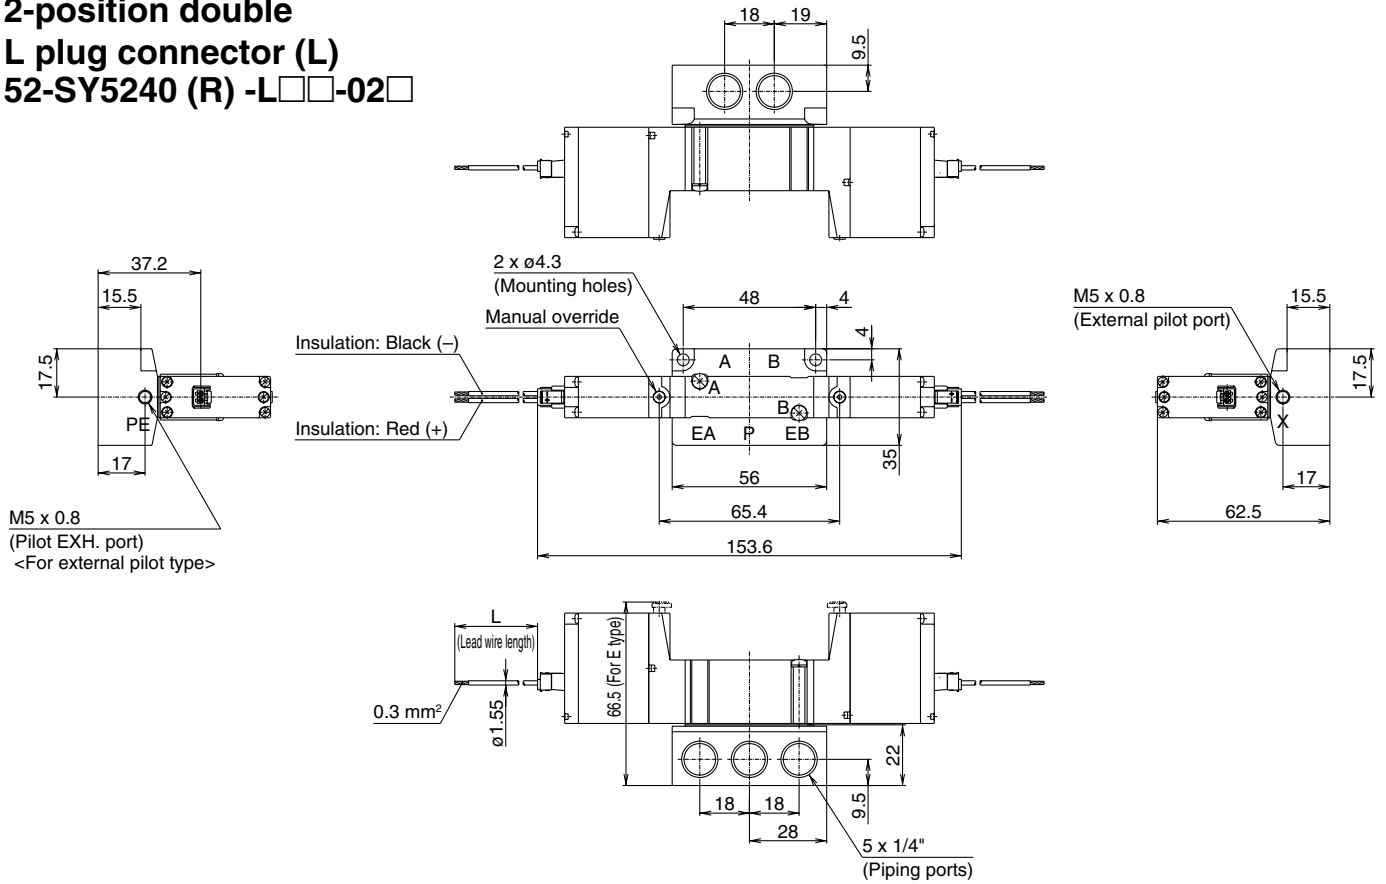 2-position double
L plug connector (L)
52-SY5240 (R) -L□□-02□
18
19
9.5
37.2
15.5
17.5
PE
17
M5 x 0.8
(Pilot EXH. port)
<For external pilot type>
2 x ø4.3
(Mounting holes)
Manual override
Insulation: Black (–)
Insulation: Red (+)
48
4
4
A
B
A
B
EA
P
EB
35
56
65.4
153.6
M5 x 0.8
(External pilot port)
15.5
17.5
X
17
62.5
L
(Lead wire length)
0.3 mm²
ø1.55
66.5 (For E type)
22
9.5
18
18
28
5 x 1/4"
(Piping ports)